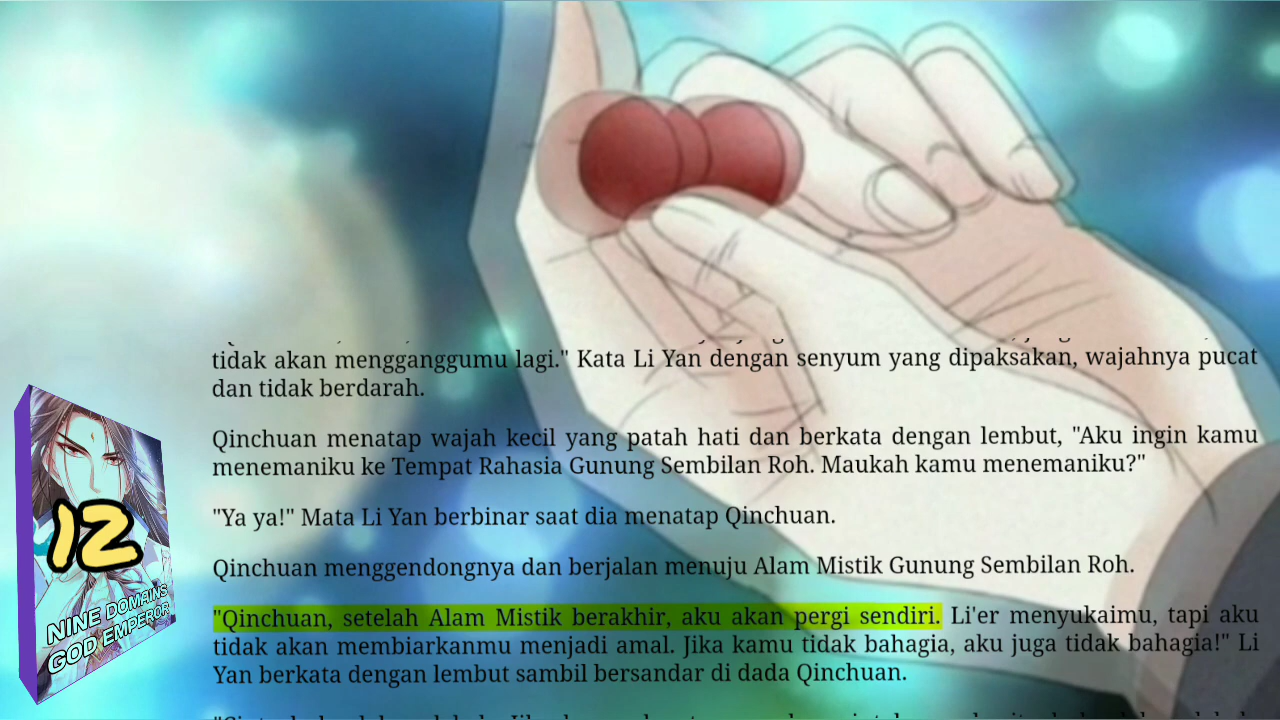 tidak akan mengganggumu lagi." Kata Li Yan dengan senyum yang dipaksakan, wajahnya pucat
dan tidak berdarah.
Qinchuan menatap wajah kecil yang patah hati dan berkata dengan lembut, "Aku ingin kamu
menemaniku ke Tempat Rahasia Gunung Sembilan Roh. Maukah kamu menemaniku?"
"Ya ya!" Mata Li Yan berbinar saat dia menatap Qinchuan.
Qinchuan menggendongnya dan berjalan menuju Alam Mistik Gunung Sembilan Roh.
"Qinchuan, setelah Alam Mistik berakhir, aku akan pergi sendiri. Li'er menyukaimu, tapi aku
tidak akan membiarkanmu menjadi amal. Jika kamu tidak bahagia, aku juga tidak bahagia!" Li
Yan berkata dengan lembut sambil bersandar di dada Qinchuan.
12
NINE DOMAINS
GOD EMPEROR